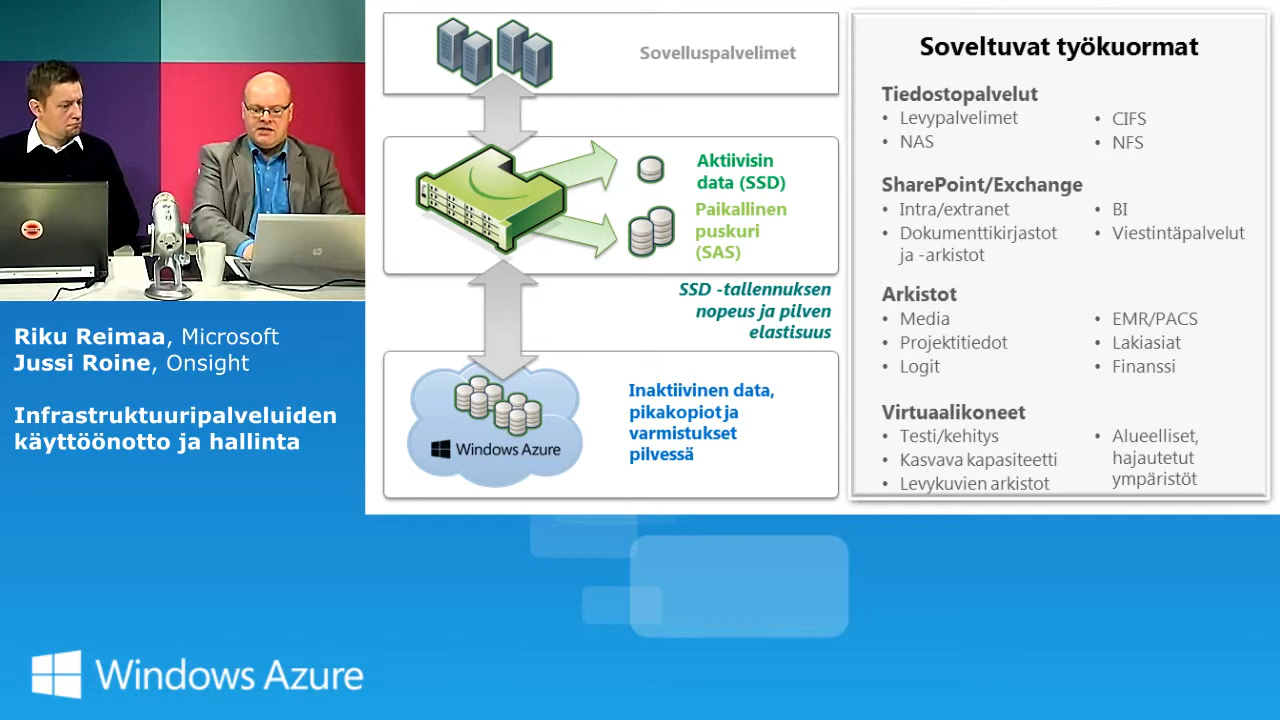 Sovelluspalvelimet
Aktiivisin
data (SSD)
Paikallinen
puskuri
(SAS)
SSD -tallennuksen
nopeus ja pilven
elastisuus
Inaktiivinen data,
pikakopiot ja
varmistukset
pilvessä
Windows Azure
Soveltuvat työkuormat
Tiedostopalvelut
• Levypalvelimet
• NAS
• CIFS
• NFS
SharePoint/Exchange
• Intra/extranet
• Dokumenttikirjastot
ja -arkistot
• BI
• Viestintäpalvelut
Arkistot
• Media
• Projektitiedot
• Logit
• EMR/PACS
• Lakiasiat
• Finanssi
Virtuaalikoneet
• Testi/kehitys
• Kasvava kapasiteetti
• Levykuvien arkistot
• Alueelliset,
hajautetut
ympäristöt
Riku Reimaa, Microsoft
Jussi Roine, Onsight
Infrastruktuuripalveluiden
käyttöönotto ja hallinta
Windows Azure